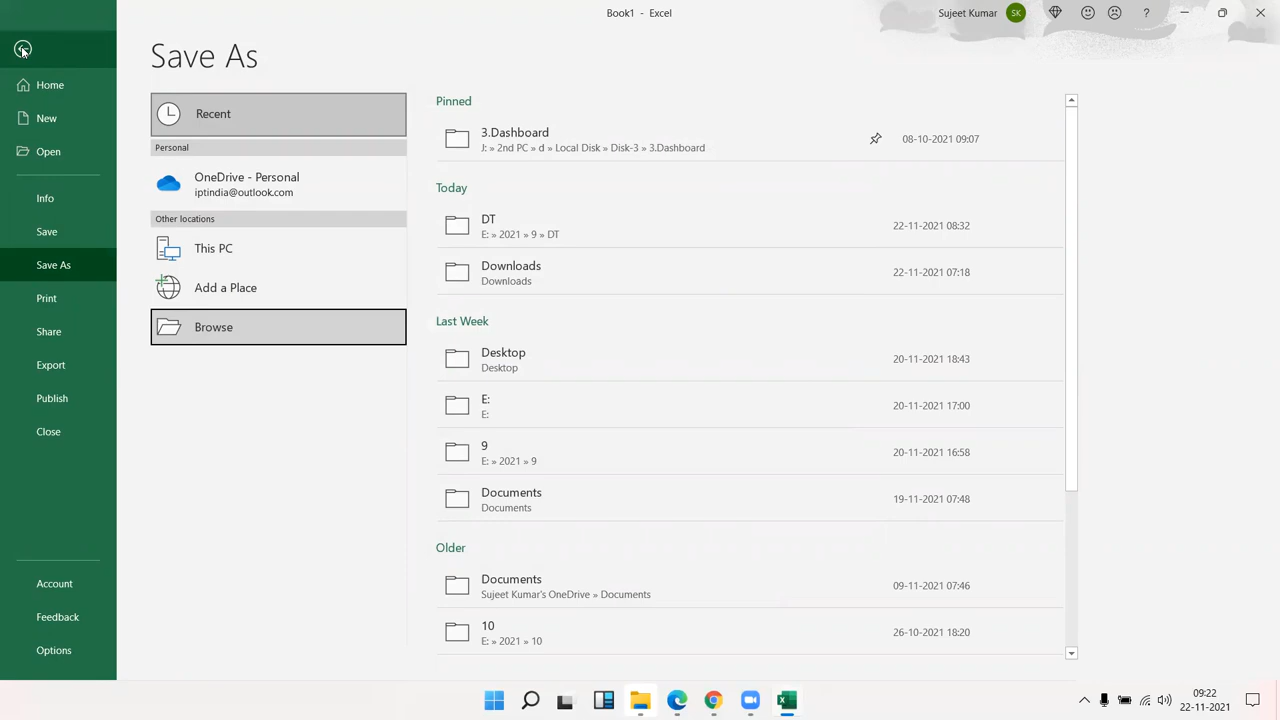 Book1 - Excel
Sujeet Kumar SK
?
Home
New
Open
Info
Save
Save As
Print
Share
Export
Publish
Close
Account
Feedback
Options
Save As
Recent
Personal
OneDrive - Personal
iptindia@outlook.com
Other locations
This PC
Add a Place
Browse
Pinned
3.Dashboard 08-10-2021 09:07
J: » 2nd PC » d » Local Disk » Disk-3 » 3.Dashboard
Today
DT 22-11-2021 08:32
E: » 2021 » 9 » DT
Downloads 22-11-2021 07:18
Downloads
Last Week
Desktop 20-11-2021 18:43
Desktop
E: 20-11-2021 17:00
E:
9 20-11-2021 16:58
E: » 2021 » 9
Documents 19-11-2021 07:48
Documents
Older
Documents 09-11-2021 07:46
Sujeet Kumar's OneDrive » Documents
10 26-10-2021 18:20
E: » 2021 » 10
09:22
22-11-2021